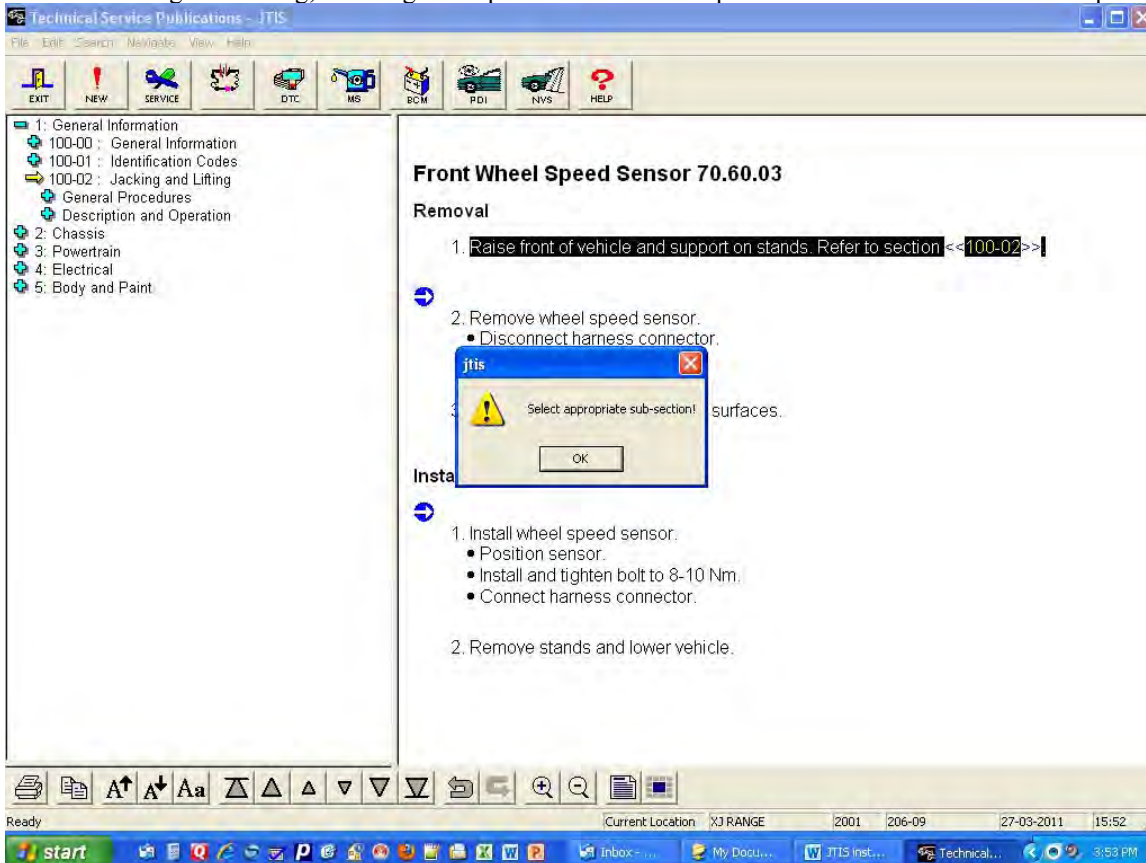 Technical Service Publications - JTIS
File Edit Search Navigate View Help
EXIT NEW SERVICE DTC MS BCM PDI NVS HELP
1: General Information
100-00 : General Information
100-01 : Identification Codes
100-02 : Jacking and Lifting
General Procedures
Description and Operation
2: Chassis
3: Powertrain
4: Electrical
5: Body and Paint
Front Wheel Speed Sensor 70.60.03
Removal
1. Raise front of vehicle and support on stands. Refer to section <<100-02>>.
2. Remove wheel speed sensor.
• Disconnect harness connector.
jtis
Select appropriate sub-section!
OK
surfaces.
Insta
1. Install wheel speed sensor.
• Position sensor.
• Install and tighten bolt to 8-10 Nm.
• Connect harness connector.
2. Remove stands and lower vehicle.
Ready Current Location XJ RANGE 2001 206-09 27-03-2011 15:52
start Inbox - ... My Docu... JTIS inst... Technical... 3:53 PM